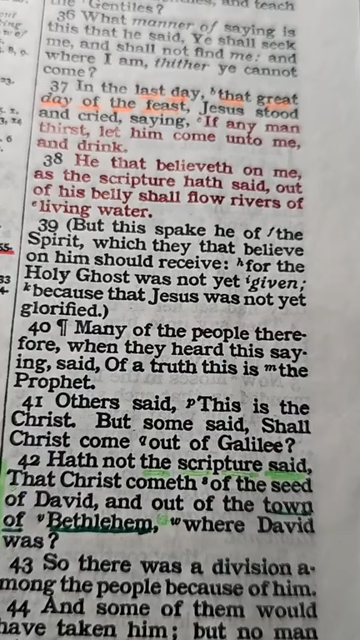 the Gentiles? and teach
36 What manner of saying is
this that he said, Ye shall seek
me, and shall not find me: and
where I am, thither ye cannot
come?
37 In the last day, h that great
day of the feast, Jesus stood
and cried, saying, c If any man
thirst, let him come unto me,
and drink.
38 He that believeth on me,
as the scripture hath said, out
of his belly shall flow rivers of
e living water.
39 (But this spake he of f the
Spirit, which they that believe
on him should receive: h for the
Holy Ghost was not yet i given;
k because that Jesus was not yet
glorified.)
40 ¶ Many of the people there-
fore, when they heard this say-
ing, said, Of a truth this is m the
Prophet.
41 Others said, p This is the
Christ. But some said, Shall
Christ come q out of Galilee?
42 Hath not the scripture said,
That Christ cometh s of the seed
of David, and out of the town
of v Bethlehem, w where David
was?
43 So there was a division a-
mong the people because of him.
44 And some of them would
have taken him; but no man